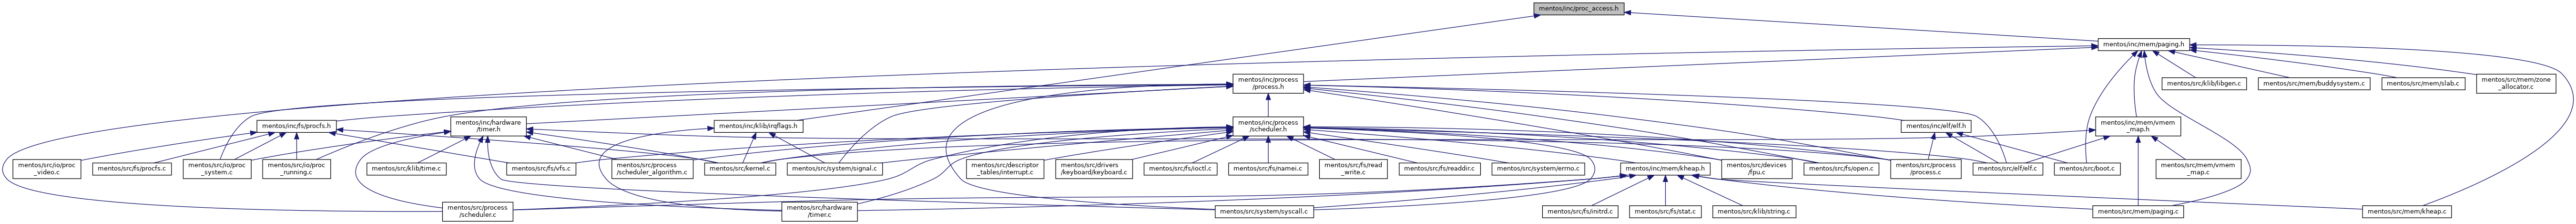 mentos/inc/proc_access.h
mentos/inc/mem/paging.h
mentos/inc/process
/process.h
mentos/src/klib/libgen.c
mentos/src/mem/buddysystem.c
mentos/src/mem/slab.c
mentos/src/mem/zone
_allocator.c
mentos/inc/fs/procfs.h
mentos/inc/hardware
/timer.h
mentos/inc/klib/irqflags.h
mentos/inc/process
/scheduler.h
mentos/inc/elf/elf.h
mentos/inc/mem/vmem
_map.h
mentos/src/io/proc
_video.c
mentos/src/fs/procfs.c
mentos/src/io/proc
_system.c
mentos/src/io/proc
_running.c
mentos/src/klib/time.c
mentos/src/fs/vfs.c
mentos/src/process
/scheduler_algorithm.c
mentos/src/kernel.c
mentos/src/system/signal.c
mentos/src/descriptor
_tables/interrupt.c
mentos/src/drivers
/keyboard/keyboard.c
mentos/src/fs/ioctl.c
mentos/src/fs/namei.c
mentos/src/fs/read
_write.c
mentos/src/fs/readdir.c
mentos/src/system/errno.c
mentos/inc/mem/kheap.h
mentos/src/devices
/fpu.c
mentos/src/fs/open.c
mentos/src/process
/process.c
mentos/src/elf/elf.c
mentos/src/boot.c
mentos/src/mem/vmem
_map.c
mentos/src/process
/scheduler.c
mentos/src/hardware
/timer.c
mentos/src/system/syscall.c
mentos/src/fs/initrd.c
mentos/src/fs/stat.c
mentos/src/klib/string.c
mentos/src/mem/paging.c
mentos/src/mem/kheap.c